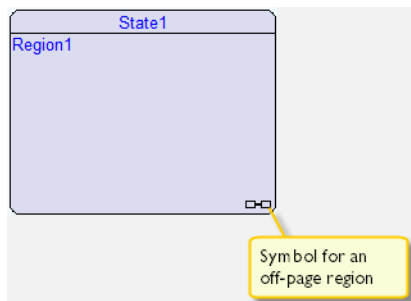 State1
Region1
Symbol for an
off-page region